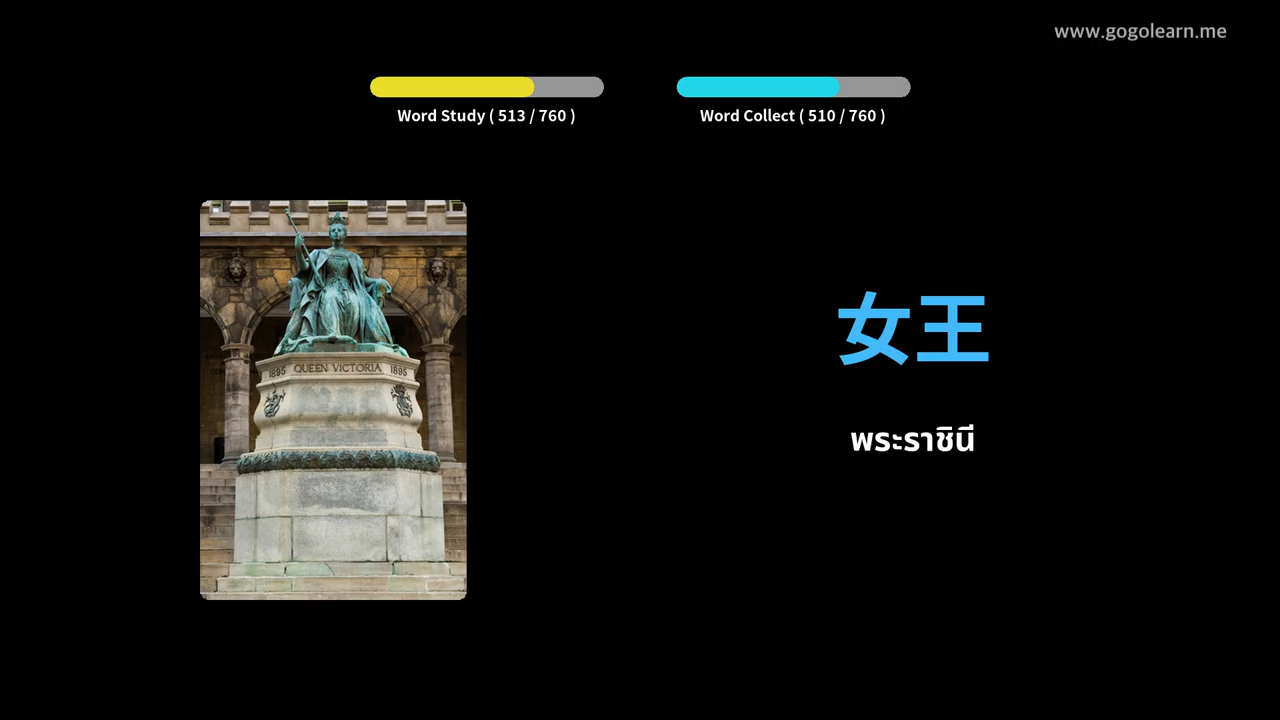 www.gogolearn.me
Word Study ( 513 / 760 )
Word Collect ( 510 / 760 )
1895 QUEEN VICTORIA 1895
女王
พระราชินี